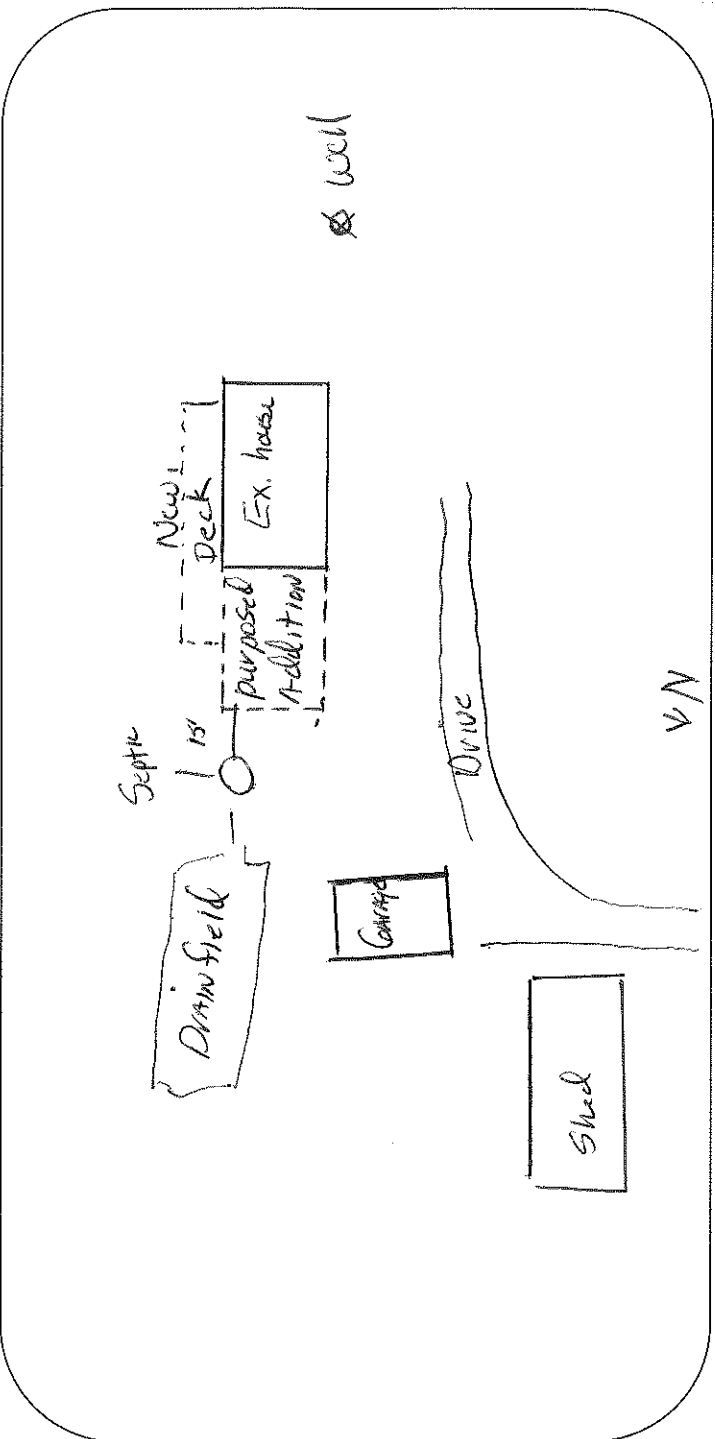 Septic
New
Deck
15'
Drainfield
purposed
Addition
Ex. house
well
Garage
Drive
Shed
N